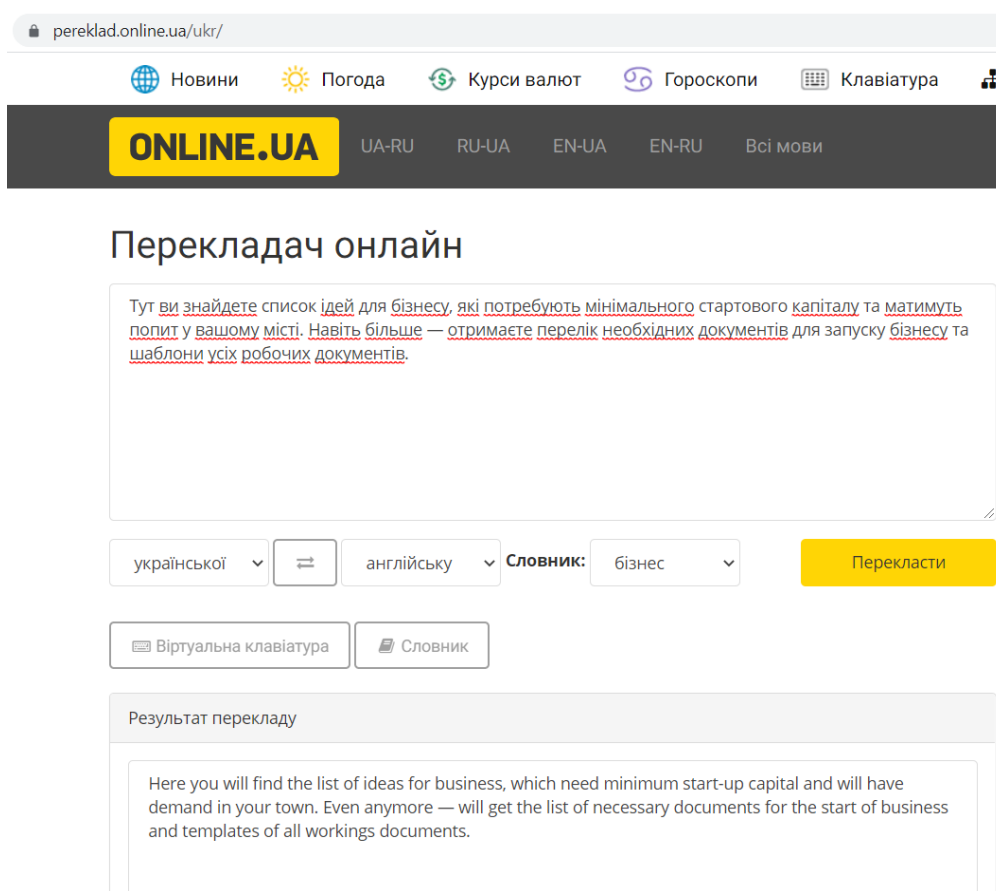 pereklad.online.ua/ukr/
Новини Погода Курси валют Гороскопи Клавіатура
ONLINE.UA UA-RU RU-UA EN-UA EN-RU Всі мови
Перекладач онлайн
Тут ви знайдете список ідей для бізнесу, які потребують мінімального стартового капіталу та матимуть
попит у вашому місті. Навіть більше — отримаєте перелік необхідних документів для запуску бізнесу та
шаблони усіх робочих документів.
української англійську Словник: бізнес Перекласти
Віртуальна клавіатура Словник
Результат перекладу
Here you will find the list of ideas for business, which need minimum start-up capital and will have
demand in your town. Even anymore — will get the list of necessary documents for the start of business
and templates of all workings documents.